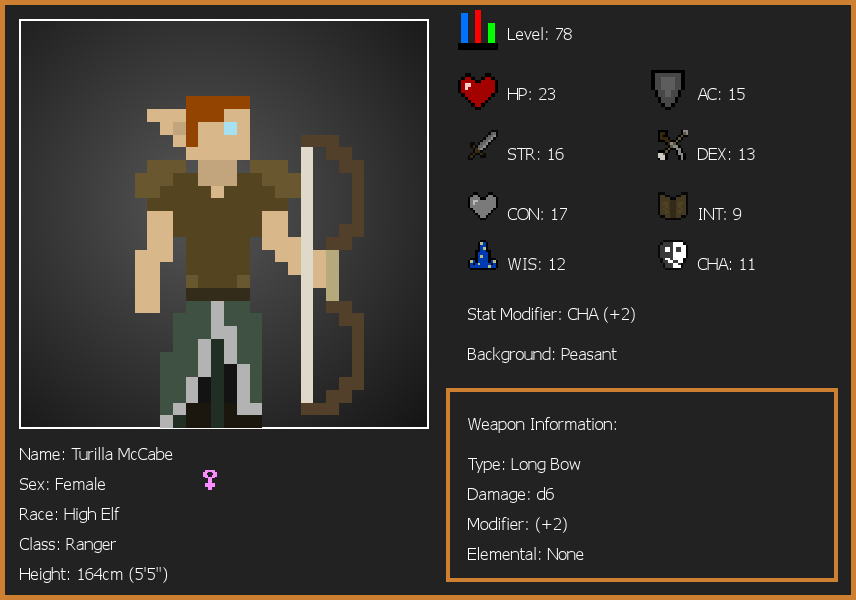 Level: 78
HP: 23
AC: 15
STR: 16
DEX: 13
CON: 17
INT: 9
WIS: 12
CHA: 11
Stat Modifier: CHA (+2)
Background: Peasant
Weapon Information:
Type: Long Bow
Damage: d6
Modifier: (+2)
Elemental: None
Name: Turilla McCabe
Sex: Female
Race: High Elf
Class: Ranger
Height: 164cm (5'5")